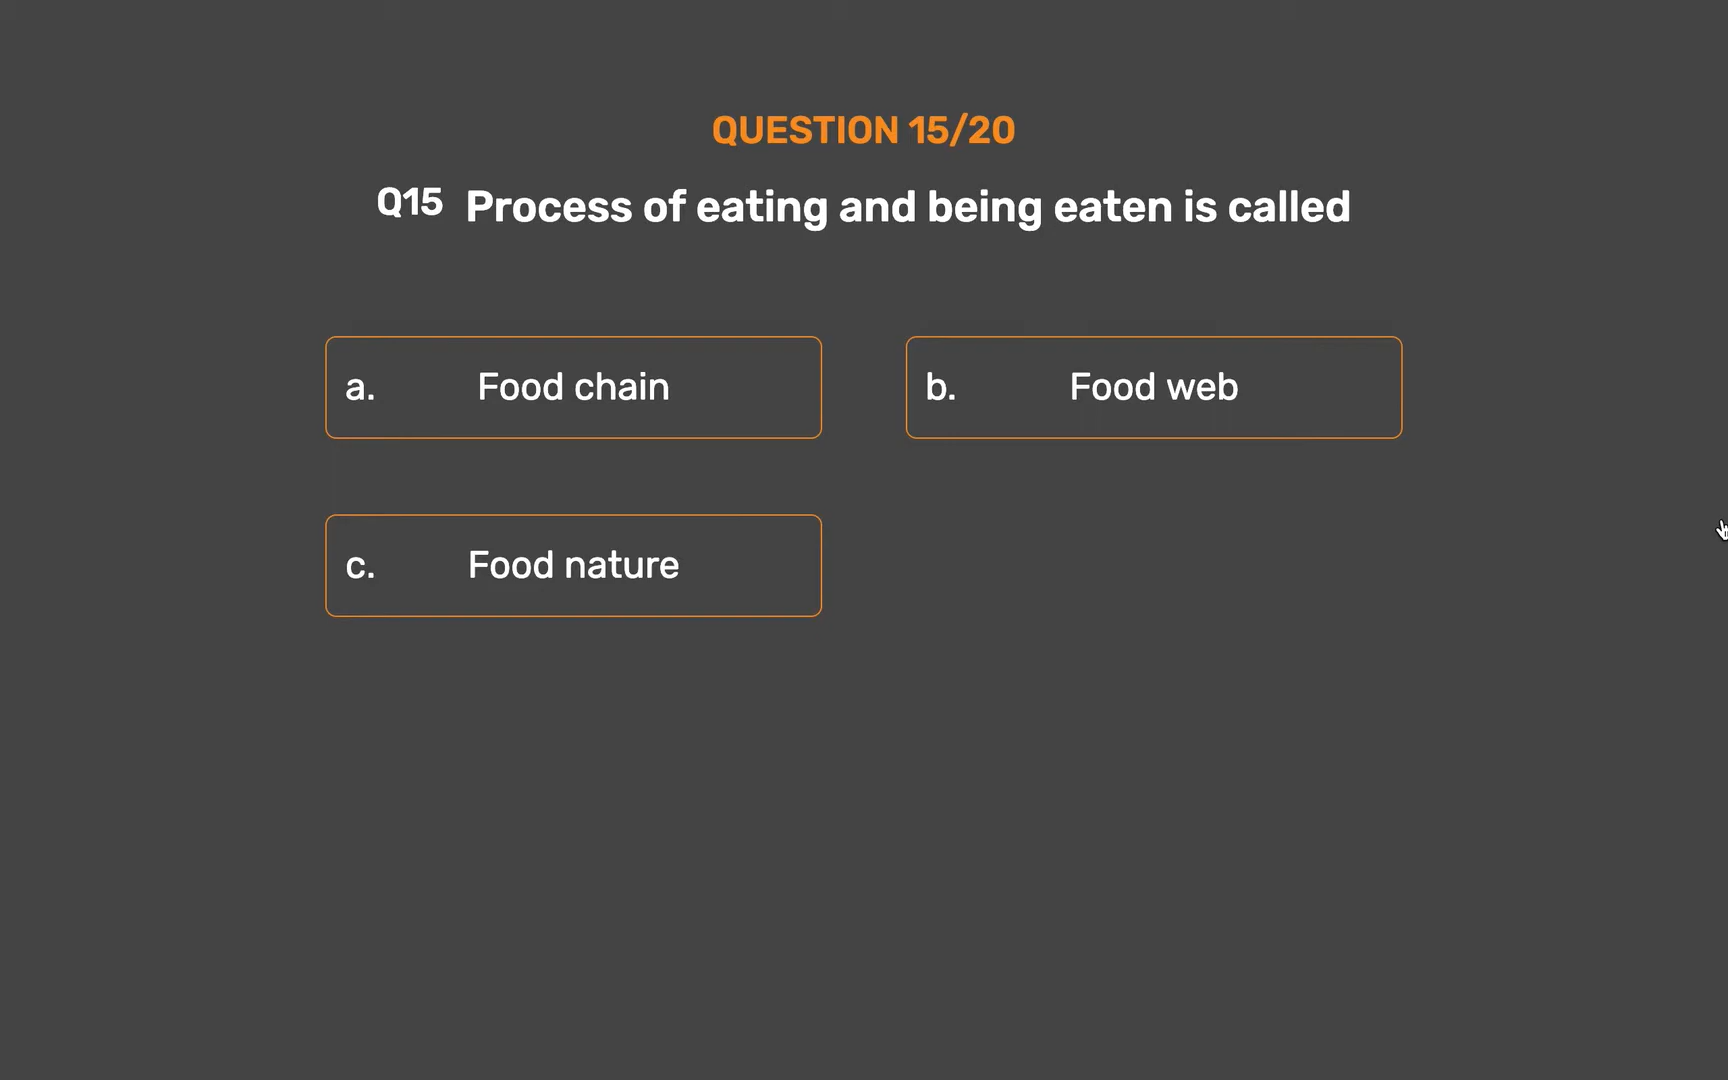 QUESTION 15/20
Q15 Process of eating and being eaten is called
a. Food chain
b. Food web
c. Food nature